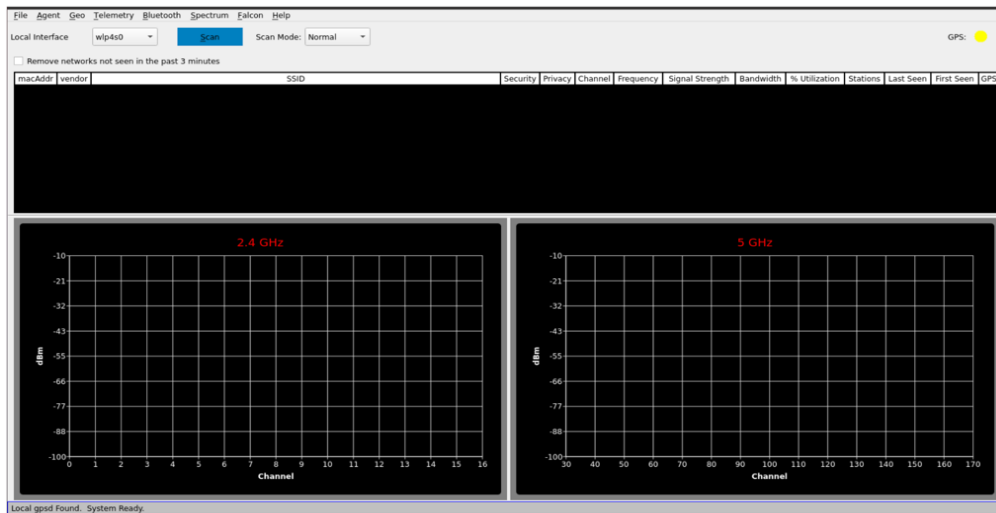 File Agent Geo Telemetry Bluetooth Spectrum Falcon Help
Local Interface wlp4s0 Scan Scan Mode: Normal GPS:
Remove networks not seen in the past 3 minutes
macAddr vendor SSID Security Privacy Channel Frequency Signal Strength Bandwidth % Utilization Stations Last Seen First Seen GPS
2.4 GHz
-10
-21
-32
-43
-55
-66
-77
-88
-100
dBm
0 1 2 3 4 5 6 7 8 9 10 11 12 13 14 15 16
Channel
5 GHz
-10
-21
-32
-43
-55
-66
-77
-88
-100
dBm
30 40 50 60 70 80 90 100 110 120 130 140 150 160 170
Channel
Local gpsd Found. System Ready.